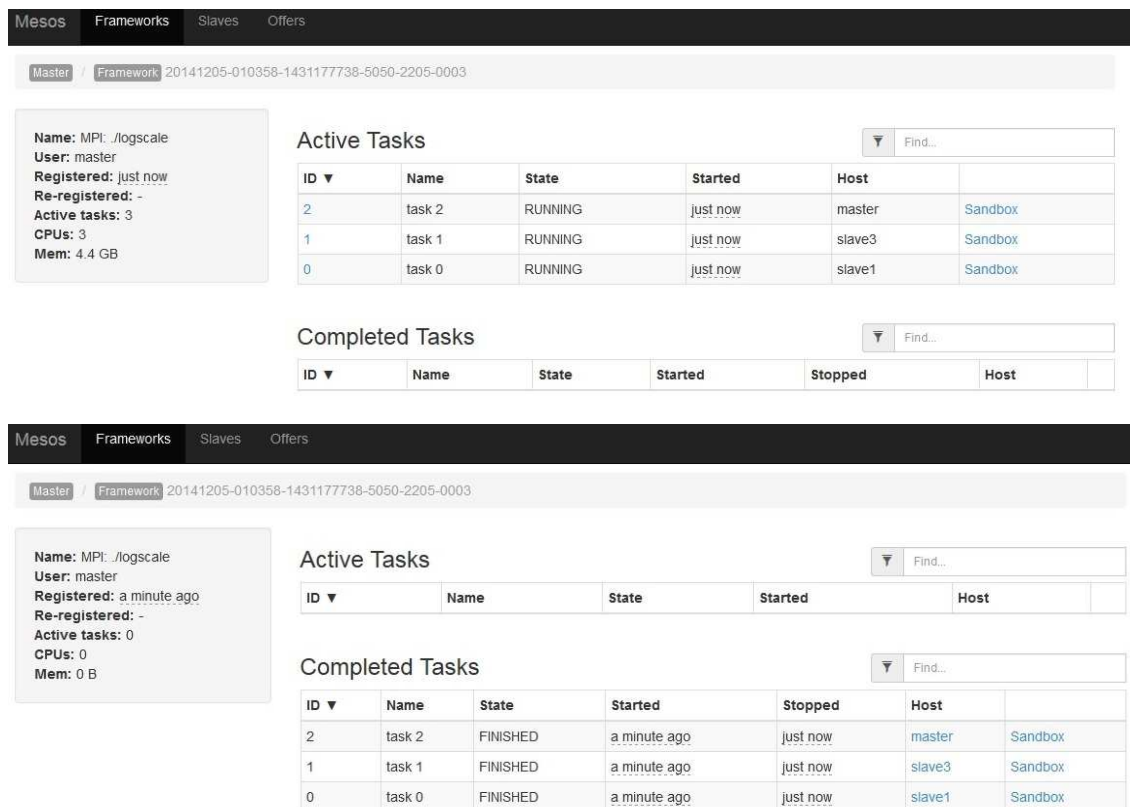 Mesos Frameworks Slaves Offers
Master / Framework 20141205-010358-1431177738-5050-2205-0003
Name: MPI: ./logscale
User: master
Registered: just now
Re-registered: -
Active tasks: 3
CPUs: 3
Mem: 4.4 GB
Active Tasks
Find...
ID ▼ Name State Started Host
2 task 2 RUNNING just now master Sandbox
1 task 1 RUNNING just now slave3 Sandbox
0 task 0 RUNNING just now slave1 Sandbox
Completed Tasks
Find...
ID ▼ Name State Started Stopped Host
Mesos Frameworks Slaves Offers
Master / Framework 20141205-010358-1431177738-5050-2205-0003
Name: MPI: ./logscale
User: master
Registered: a minute ago
Re-registered: -
Active tasks: 0
CPUs: 0
Mem: 0 B
Active Tasks
Find...
ID ▼ Name State Started Host
Completed Tasks
Find...
ID ▼ Name State Started Stopped Host
2 task 2 FINISHED a minute ago just now master Sandbox
1 task 1 FINISHED a minute ago just now slave3 Sandbox
0 task 0 FINISHED a minute ago just now slave1 Sandbox